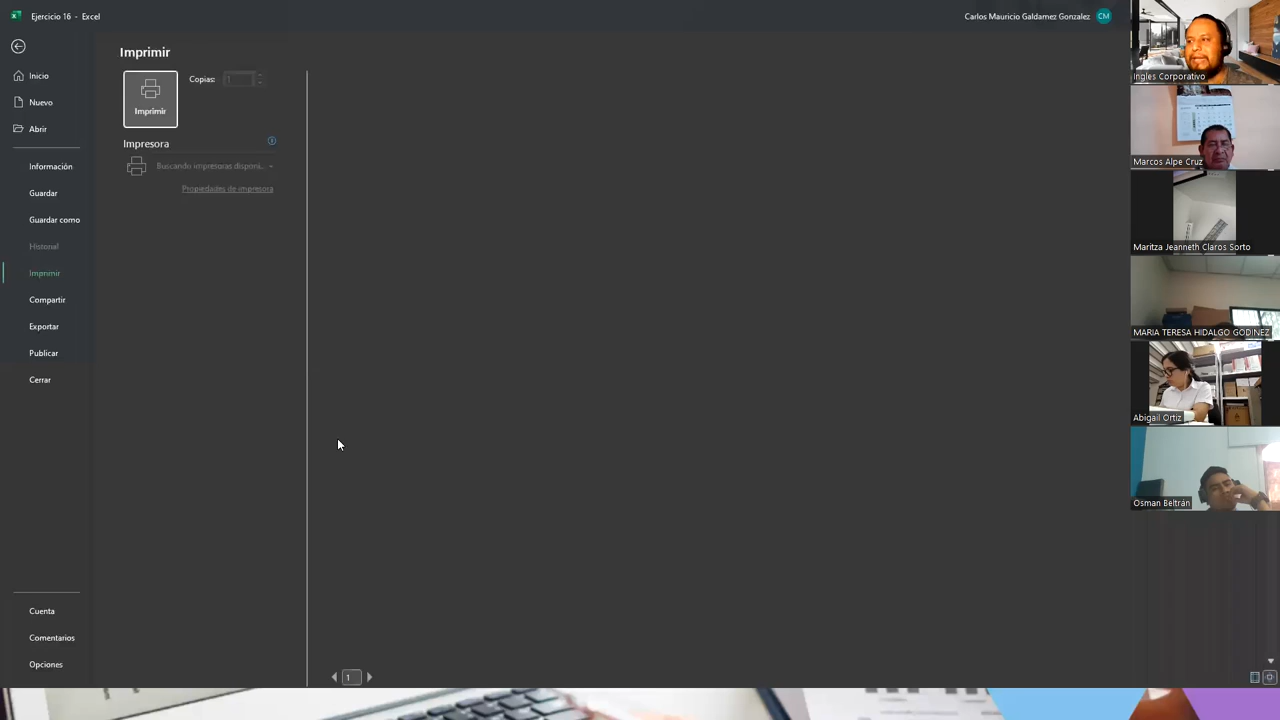 Ejercicio 16 - Excel
Carlos Mauricio Galdamez Gonzalez
CM
Imprimir
Inicio
Nuevo
Abrir
Información
Guardar
Guardar como
Historial
Imprimir
Compartir
Exportar
Publicar
Cerrar
Cuenta
Comentarios
Opciones
Imprimir
Copias:
1
Impresora
Buscando impresoras disponi...
Propiedades de impresora
1
Ingles Corporativo
Marcos Alpe Cruz
Maritza Jeanneth Claros Sorto
MARIA TERESA HIDALGO GODINEZ
Abigail Ortiz
Osman Beltrán